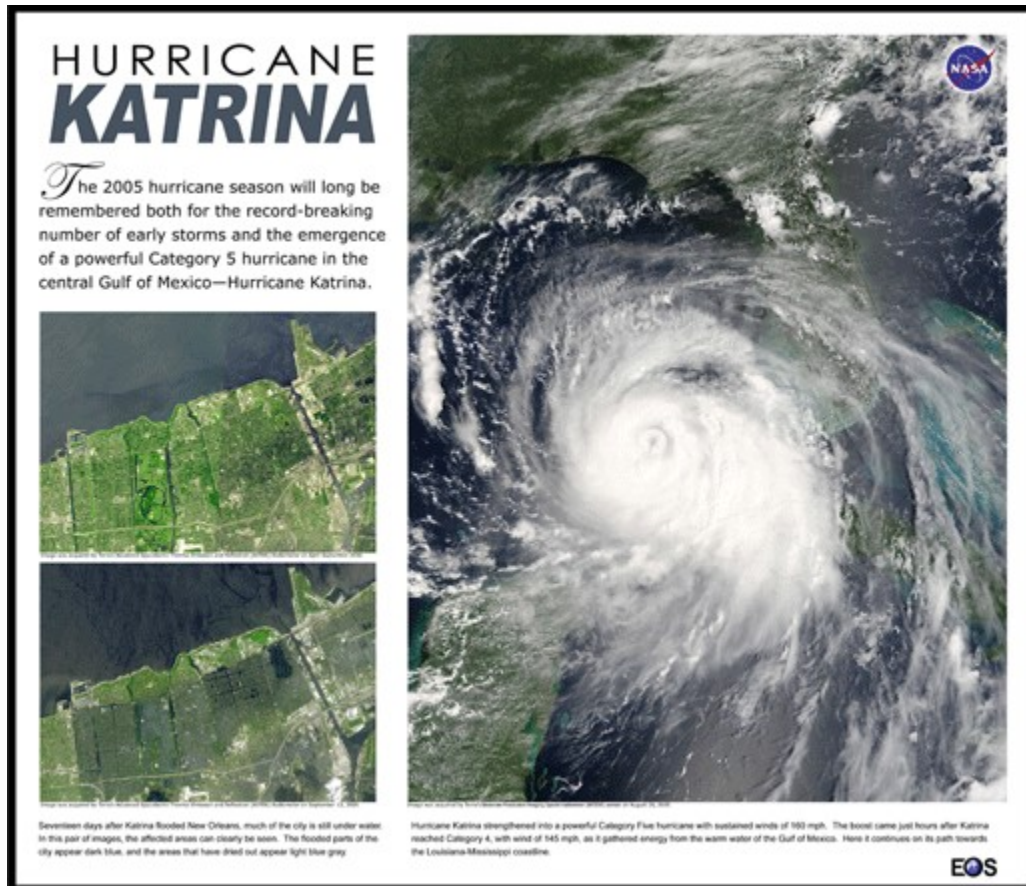 HURRICANE
KATRINA
The 2005 hurricane season will long be
remembered both for the record-breaking
number of early storms and the emergence
of a powerful Category 5 hurricane in the
central Gulf of Mexico—Hurricane Katrina.
Seventeen days after Katrina flooded New Orleans, much of the city is still under water.
In this pair of images, the affected areas can clearly be seen. The flooded parts of the
city appear dark blue, and the areas that have dried out appear light blue gray.
NASA
Hurricane Katrina strengthened into a powerful Category Five hurricane with sustained winds of 160 mph. The boost came just hours after Katrina
reached Category 4, with wind of 145 mph, as it gathered energy from the warm water of the Gulf of Mexico. Here it continues on its path towards
the Louisiana-Mississippi coastline.
EOS